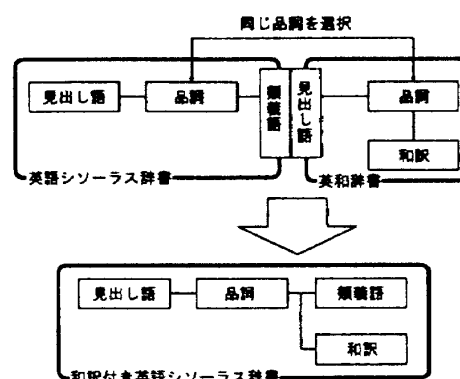 同じ品詞を選択
見出し語
品詞
類義語
見出し語
品詞
和訳
英語シソーラス辞書
英和辞書
見出し語
品詞
類義語
和訳
和訳付き英語シソーラス辞書